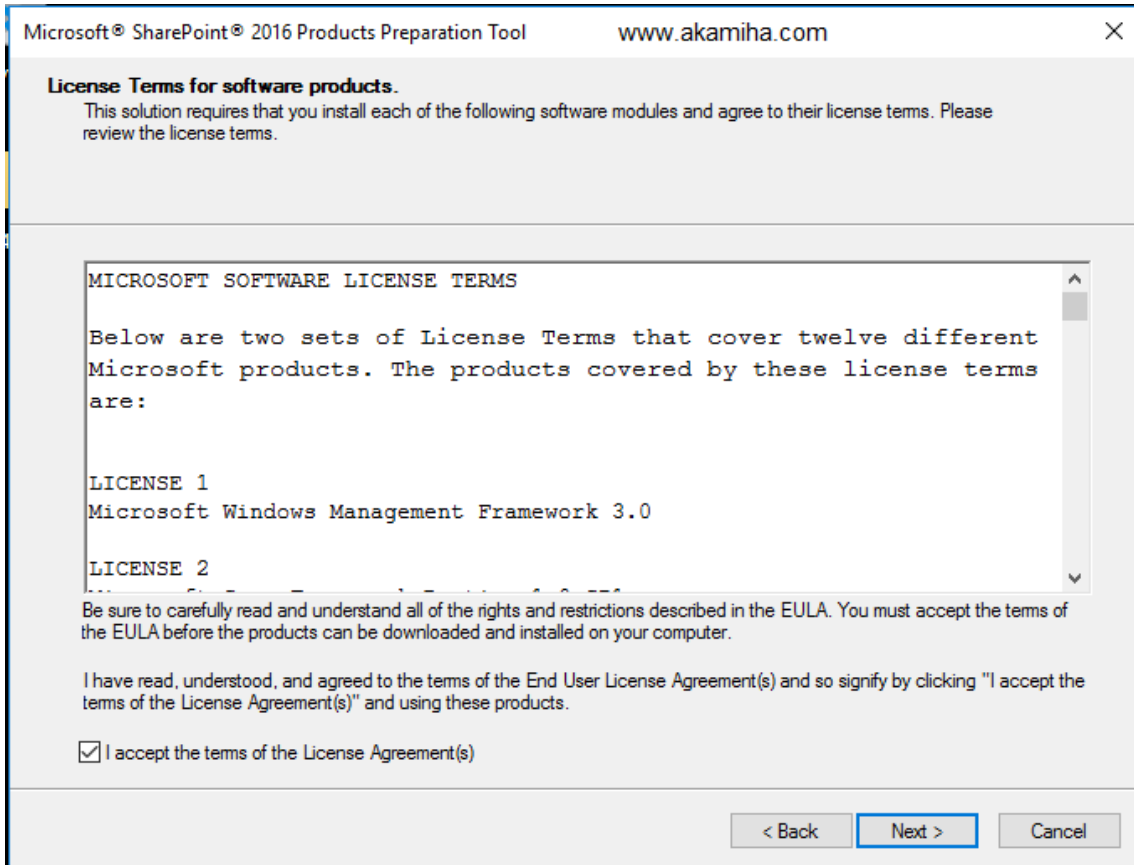 Microsoft® SharePoint® 2016 Products Preparation Tool www.akamiha.com
License Terms for software products.
This solution requires that you install each of the following software modules and agree to their license terms. Please
review the license terms.
MICROSOFT SOFTWARE LICENSE TERMS
Below are two sets of License Terms that cover twelve different
Microsoft products. The products covered by these license terms
are:
LICENSE 1
Microsoft Windows Management Framework 3.0
LICENSE 2
Be sure to carefully read and understand all of the rights and restrictions described in the EULA. You must accept the terms of
the EULA before the products can be downloaded and installed on your computer.
I have read, understood, and agreed to the terms of the End User License Agreement(s) and so signify by clicking "I accept the
terms of the License Agreement(s)" and using these products.
I accept the terms of the License Agreement(s)
< Back Next > Cancel